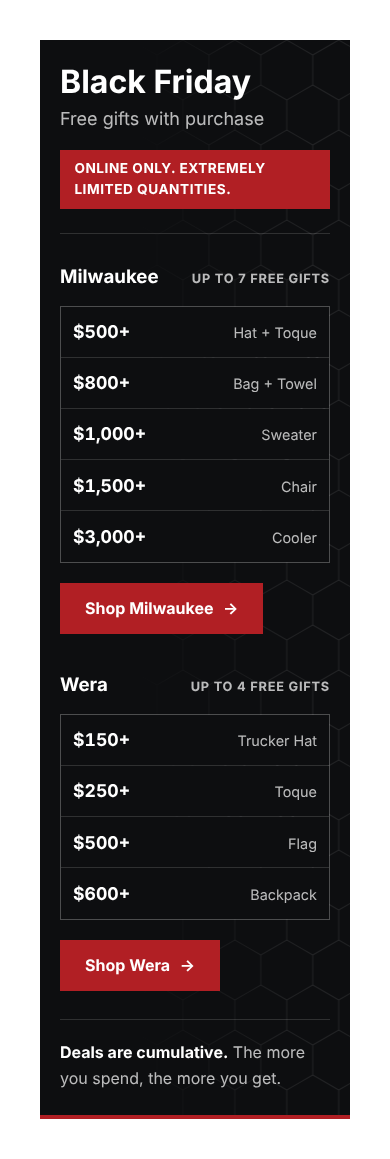 Black Friday
Free gifts with purchase
ONLINE ONLY. EXTREMELY
LIMITED QUANTITIES.
Milwaukee UP TO 7 FREE GIFTS
$500+ Hat + Toque
$800+ Bag + Towel
$1,000+ Sweater
$1,500+ Chair
$3,000+ Cooler
Shop Milwaukee →
Wera UP TO 4 FREE GIFTS
$150+ Trucker Hat
$250+ Toque
$500+ Flag
$600+ Backpack
Shop Wera →
Deals are cumulative. The more
you spend, the more you get.